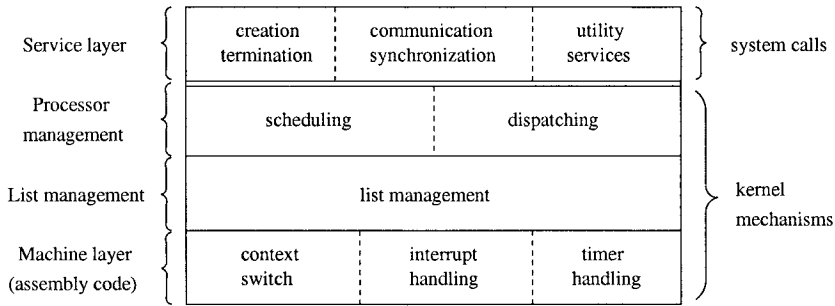 Service layer
creation
termination
communication
synchronization
utility
services
system calls
Processor
management
scheduling
dispatching
List management
list management
kernel
mechanisms
Machine layer
(assembly code)
context
switch
interrupt
handling
timer
handling